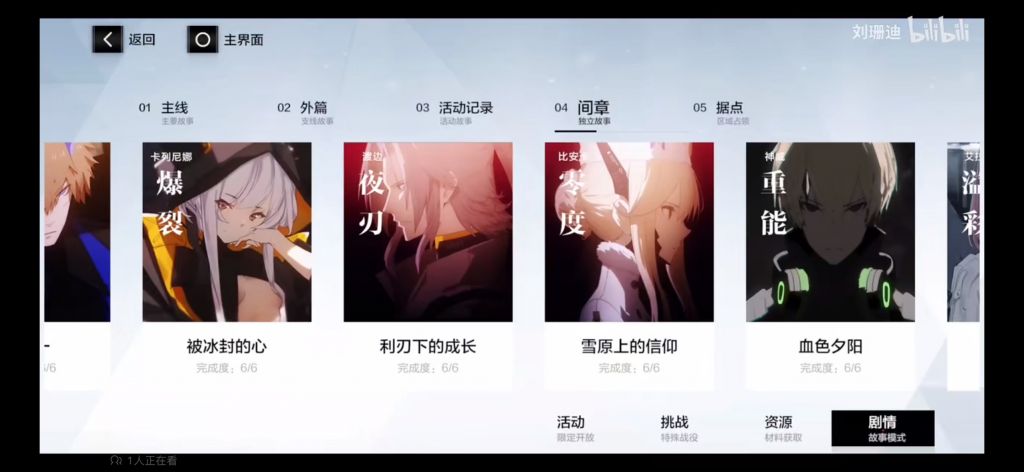 返回
主界面
刘珊迪 bilibili
01 主线
主要故事
02 外篇
支线故事
03 活动记录
活动故事
04 间章
独立故事
05 据点
区域占领
卡列尼娜
爆裂
被冰封的心
完成度：6/6
渡边
夜刃
利刃下的成长
完成度：6/6
比安
零度
雪原上的信仰
完成度：6/6
神威
重能
血色夕阳
完成度：6/6
溢彩
/6
活动
限定开放
挑战
特殊战役
资源
材料获取
剧情
故事模式
1人正在看